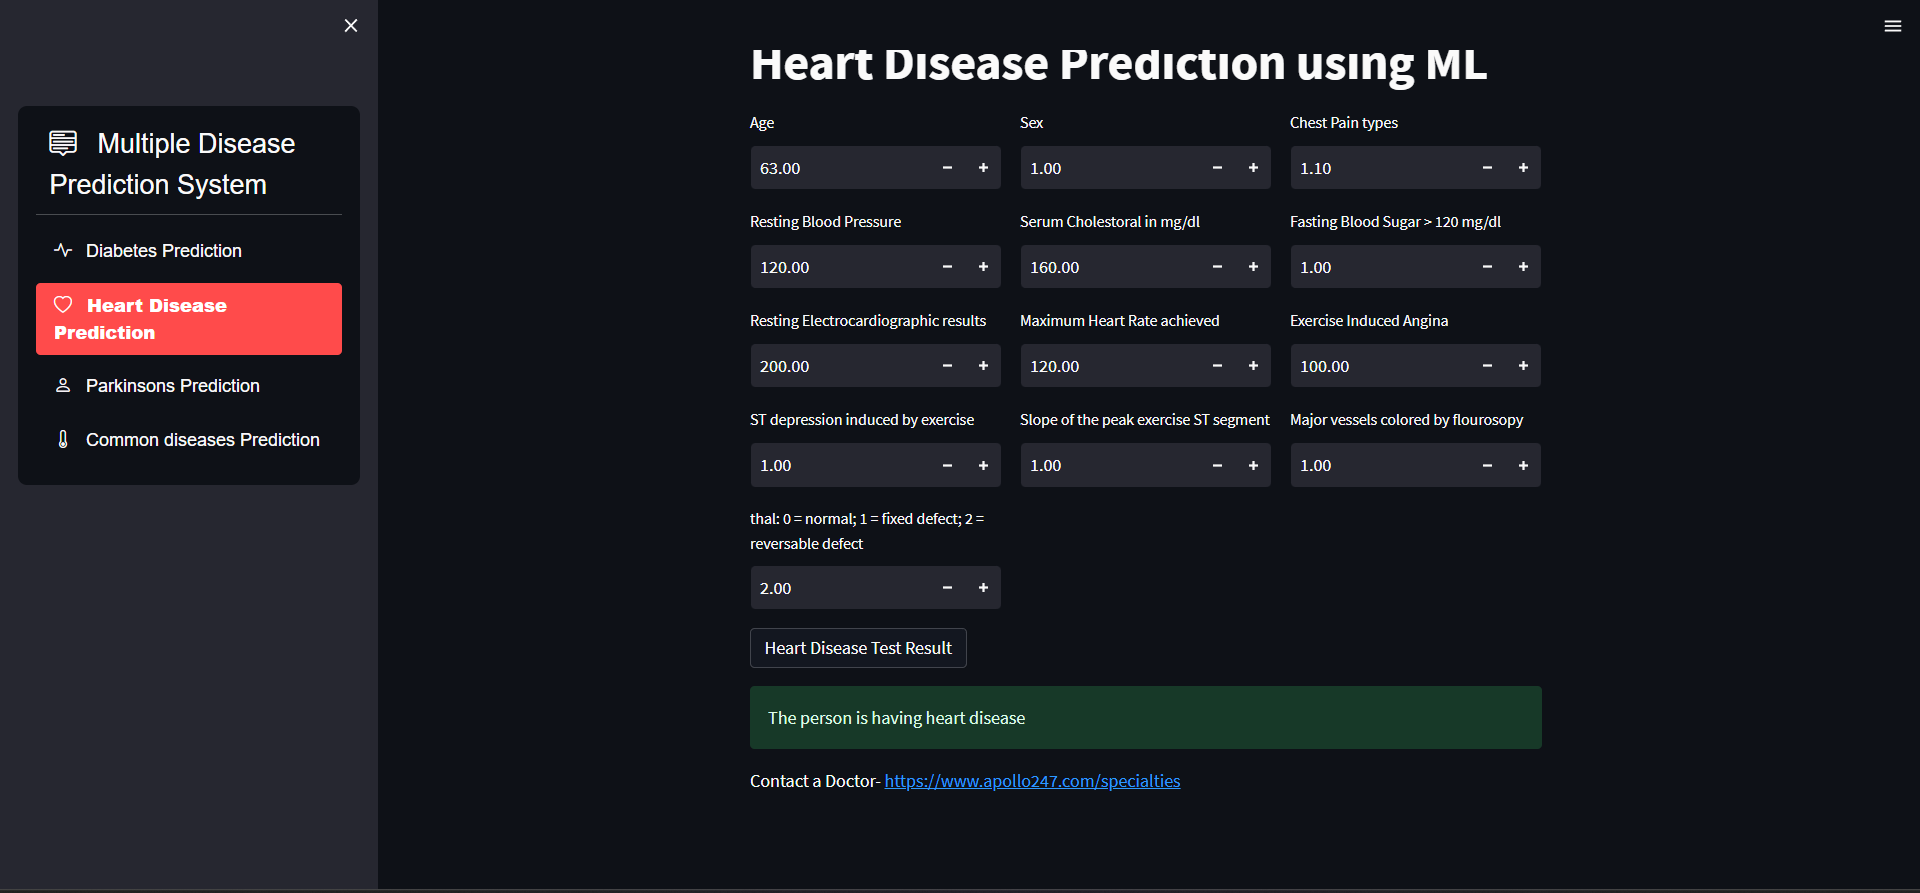 Multiple Disease
Prediction System
Diabetes Prediction
Heart Disease
Prediction
Parkinsons Prediction
Common diseases Prediction
Heart Disease Prediction using ML
Age
63.00
Sex
1.00
Chest Pain types
1.10
Resting Blood Pressure
120.00
Serum Cholestoral in mg/dl
160.00
Fasting Blood Sugar > 120 mg/dl
1.00
Resting Electrocardiographic results
200.00
Maximum Heart Rate achieved
120.00
Exercise Induced Angina
100.00
ST depression induced by exercise
1.00
Slope of the peak exercise ST segment
1.00
Major vessels colored by flourosopy
1.00
thal: 0 = normal; 1 = fixed defect; 2 =
reversable defect
2.00
Heart Disease Test Result
The person is having heart disease
Contact a Doctor- https://www.apollo247.com/specialties